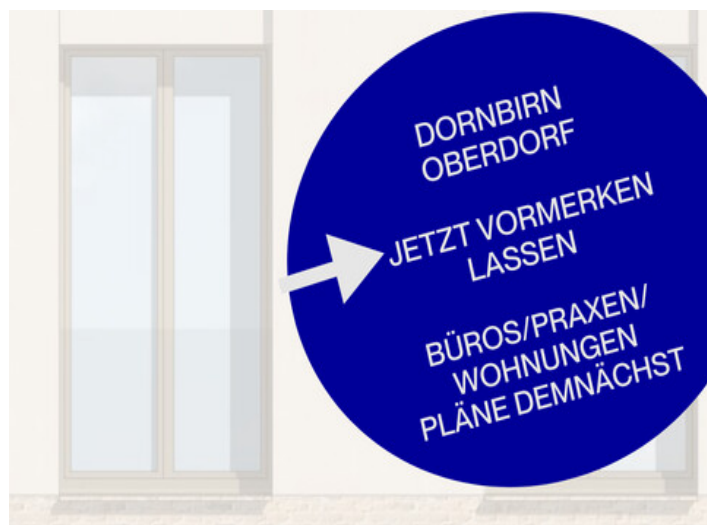 DORNBIRN
OBERDORF
JETZT VORMERKEN
LASSEN
BÜROS/PRAXEN/
WOHNUNGEN
PLÄNE DEMNÄCHST